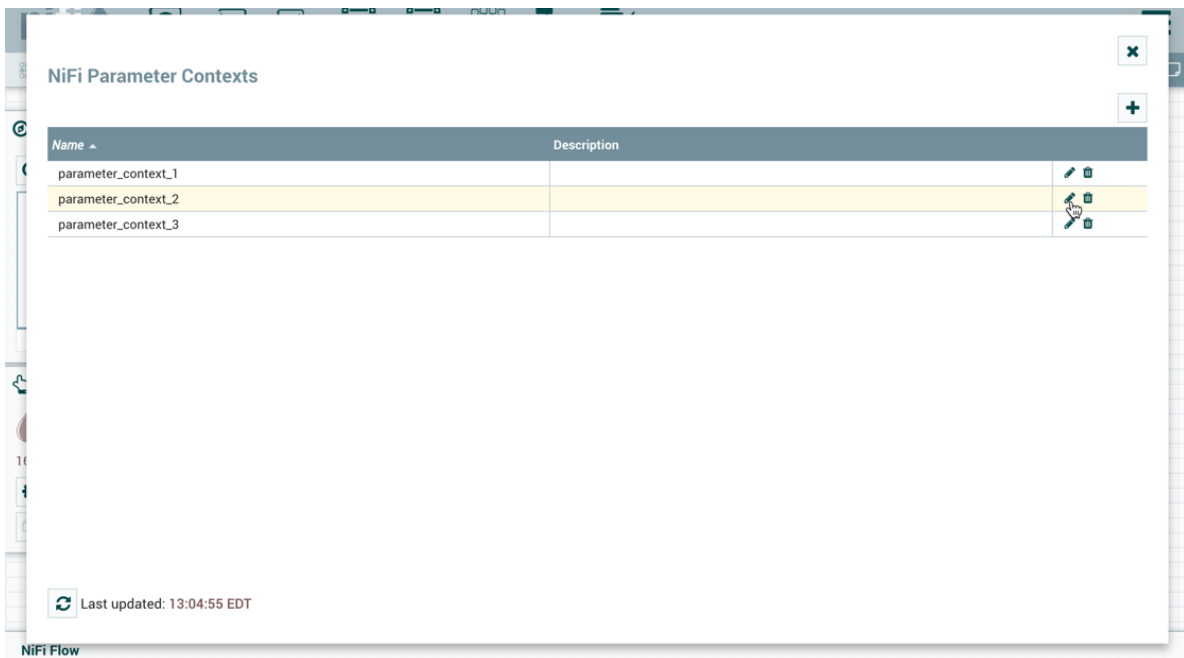 NiFi Parameter Contexts
Name Description
parameter_context_1
parameter_context_2
parameter_context_3
Last updated: 13:04:55 EDT
NiFi Flow